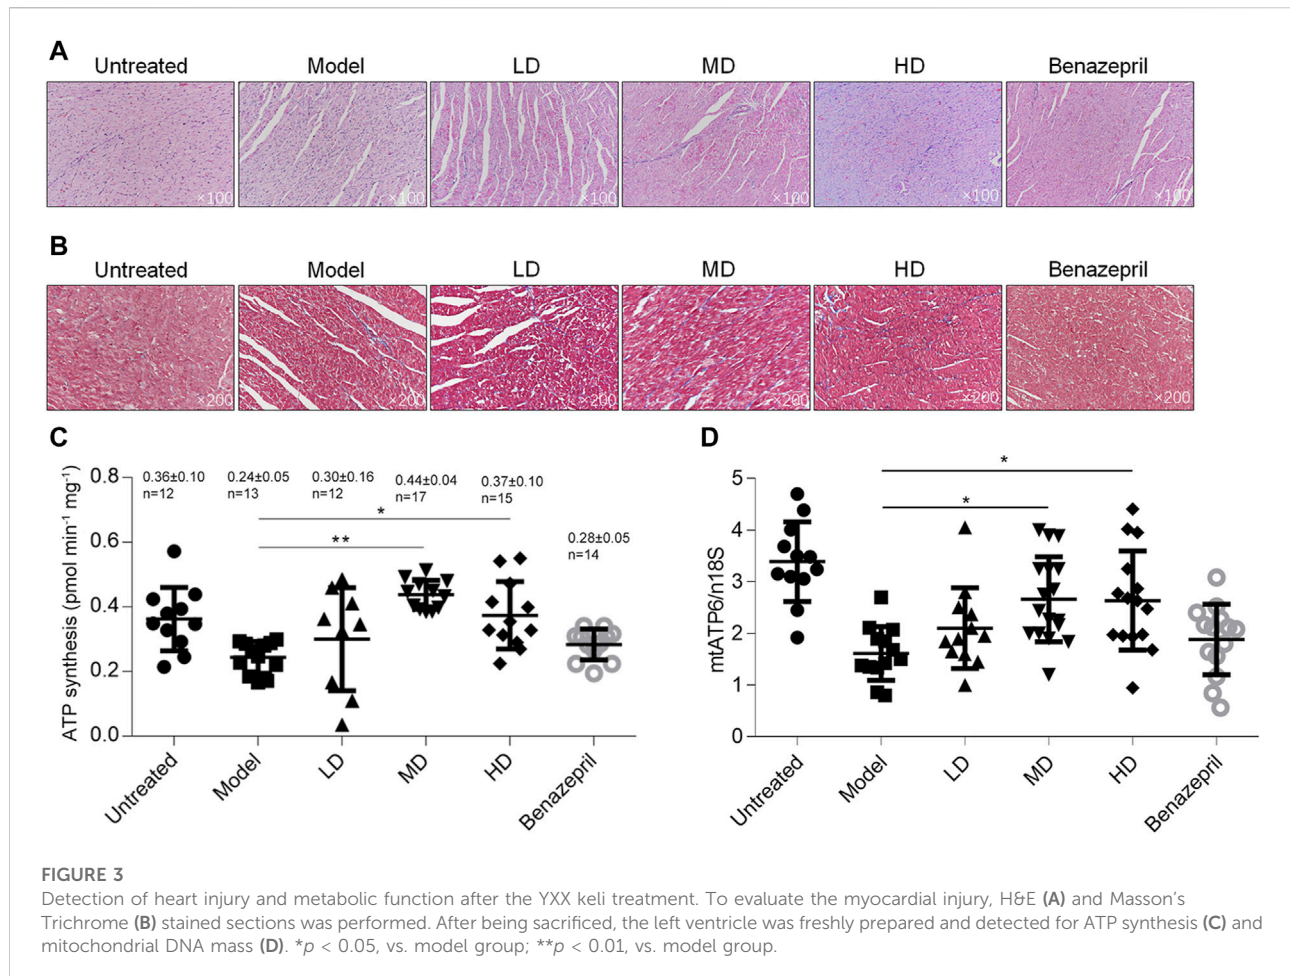 A
Untreated Model LD MD HD Benazepril
×100 ×100 ×100 ×100 ×100 ×100
B
Untreated Model LD MD HD Benazepril
×200 ×200 ×200 ×200 ×200 ×200
C
0.8
0.6
0.4
0.2
0.0
ATP synthesis (pmol min⁻¹ mg⁻¹)
0.36±0.10
n=12
0.24±0.05
n=13
0.30±0.16
n=12
0.44±0.04
n=17
0.37±0.10
n=15
0.28±0.05
n=14
*
**
Untreated
Model
LD
MD
HD
Benazepril
D
5
4
3
2
1
0
mtATP6/n18S
*
*
Untreated
Model
LD
MD
HD
Benazepril
FIGURE 3
Detection of heart injury and metabolic function after the YXX keli treatment. To evaluate the myocardial injury, H&E (A) and Masson's
Trichrome (B) stained sections was performed. After being sacrificed, the left ventricle was freshly prepared and detected for ATP synthesis (C) and
mitochondrial DNA mass (D). *p < 0.05, vs. model group; **p < 0.01, vs. model group.